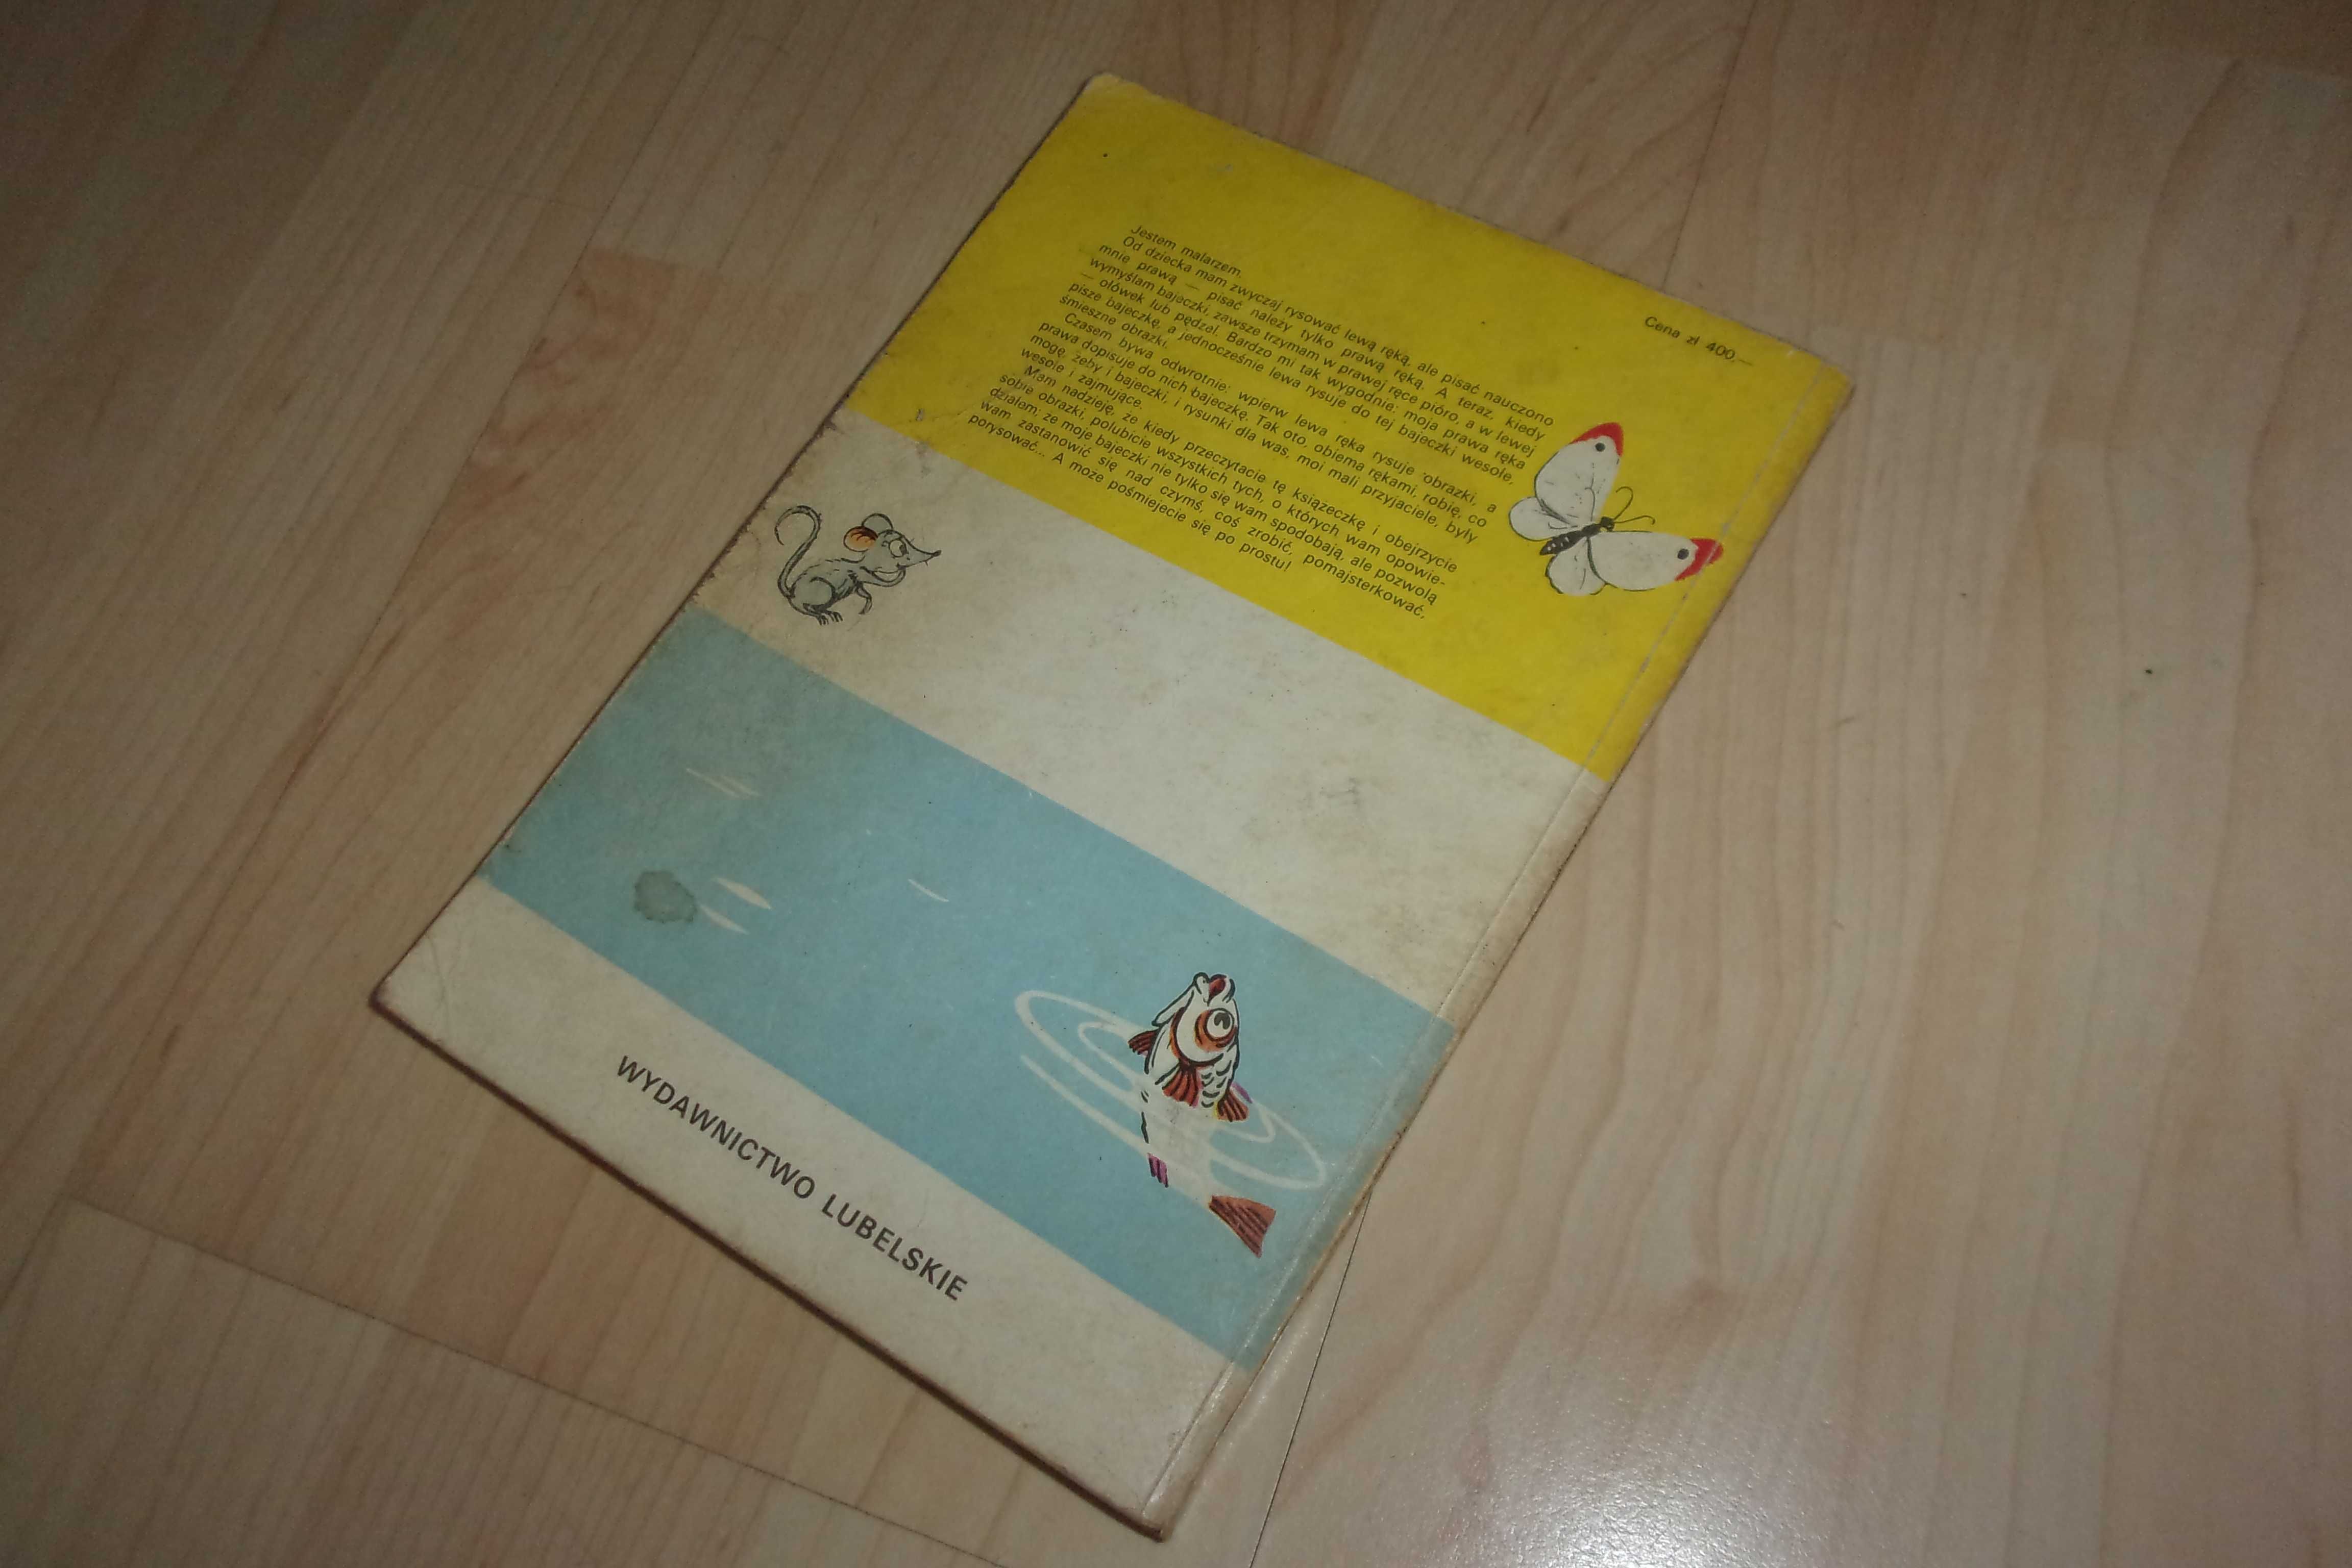 Cena zł 400,—
Jestem malarzem.
Od dziecka mam zwyczaj rysować lewą ręką, ale pisać nauczono
mnie prawą — pisać należy tylko prawą ręką. A teraz, kiedy
wymyślam bajeczki, zawsze trzymam w prawej ręce pióro, a w lewej
— ołówek lub pędzel. Bardzo mi tak wygodnie: moja prawa ręka
pisze bajeczkę, a jednocześnie lewa rysuje do tej bajeczki wesołe,
śmieszne obrazki.
Czasem bywa odwrotnie: wpierw lewa ręka rysuje obrazki, a
prawa dopisuje do nich bajeczkę. Tak oto, obiema rękami, robię, co
mogę, żeby i bajeczki, i rysunki dla was, moi mali przyjaciele, były
wesołe i zajmujące.
Mam nadzieję, że kiedy przeczytacie tę książeczkę i obejrzycie
sobie obrazki, polubicie wszystkich tych, o których wam opowie-
działem; że moje bajeczki nie tylko się wam spodobają, ale pozwolą
wam zastanowić się nad czymś, coś zrobić, pomajsterkować,
porysować... A może pośmiejecie się po prostu!
WYDAWNICTWO LUBELSKIE